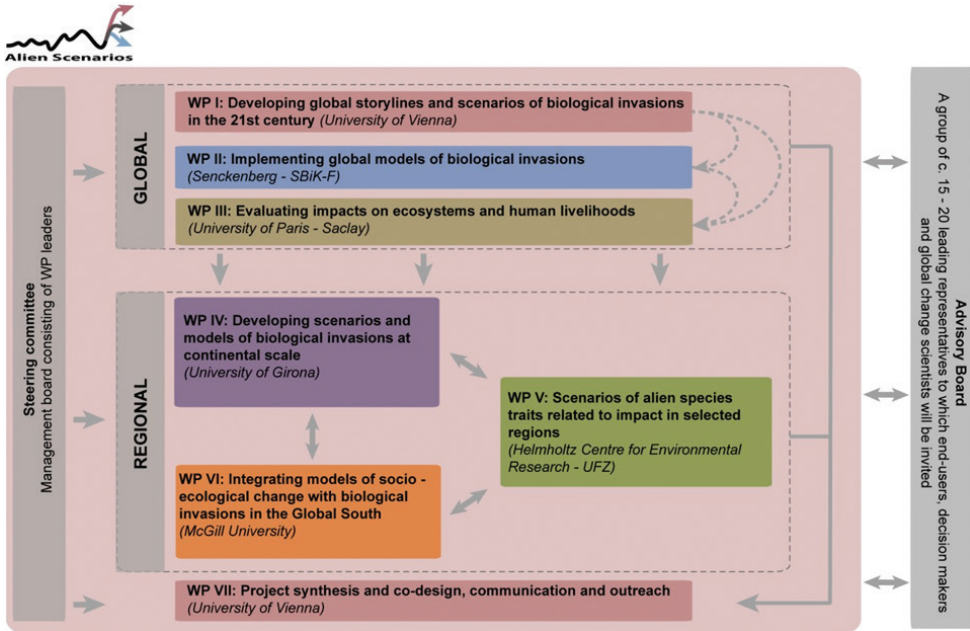 Alien Scenarios
Steering committee
Management board consisting of WP leaders
GLOBAL
WP I: Developing global storylines and scenarios of biological invasions
in the 21st century (University of Vienna)
WP II: Implementing global models of biological invasions
(Senckenberg - SBiK-F)
WP III: Evaluating impacts on ecosystems and human livelihoods
(University of Paris - Saclay)
REGIONAL
WP IV: Developing scenarios and
models of biological invasions at
continental scale
(University of Girona)
WP V: Scenarios of alien species
traits related to impact in selected
regions
(Helmholtz Centre for Environmental
Research - UFZ)
WP VI: Integrating models of socio -
ecological change with biological
invasions in the Global South
(McGill University)
WP VII: Project synthesis and co-design, communication and outreach
(University of Vienna)
Advisory Board
A group of c. 15 - 20 leading representatives to which end-users, decision makers
and global change scientists will be invited